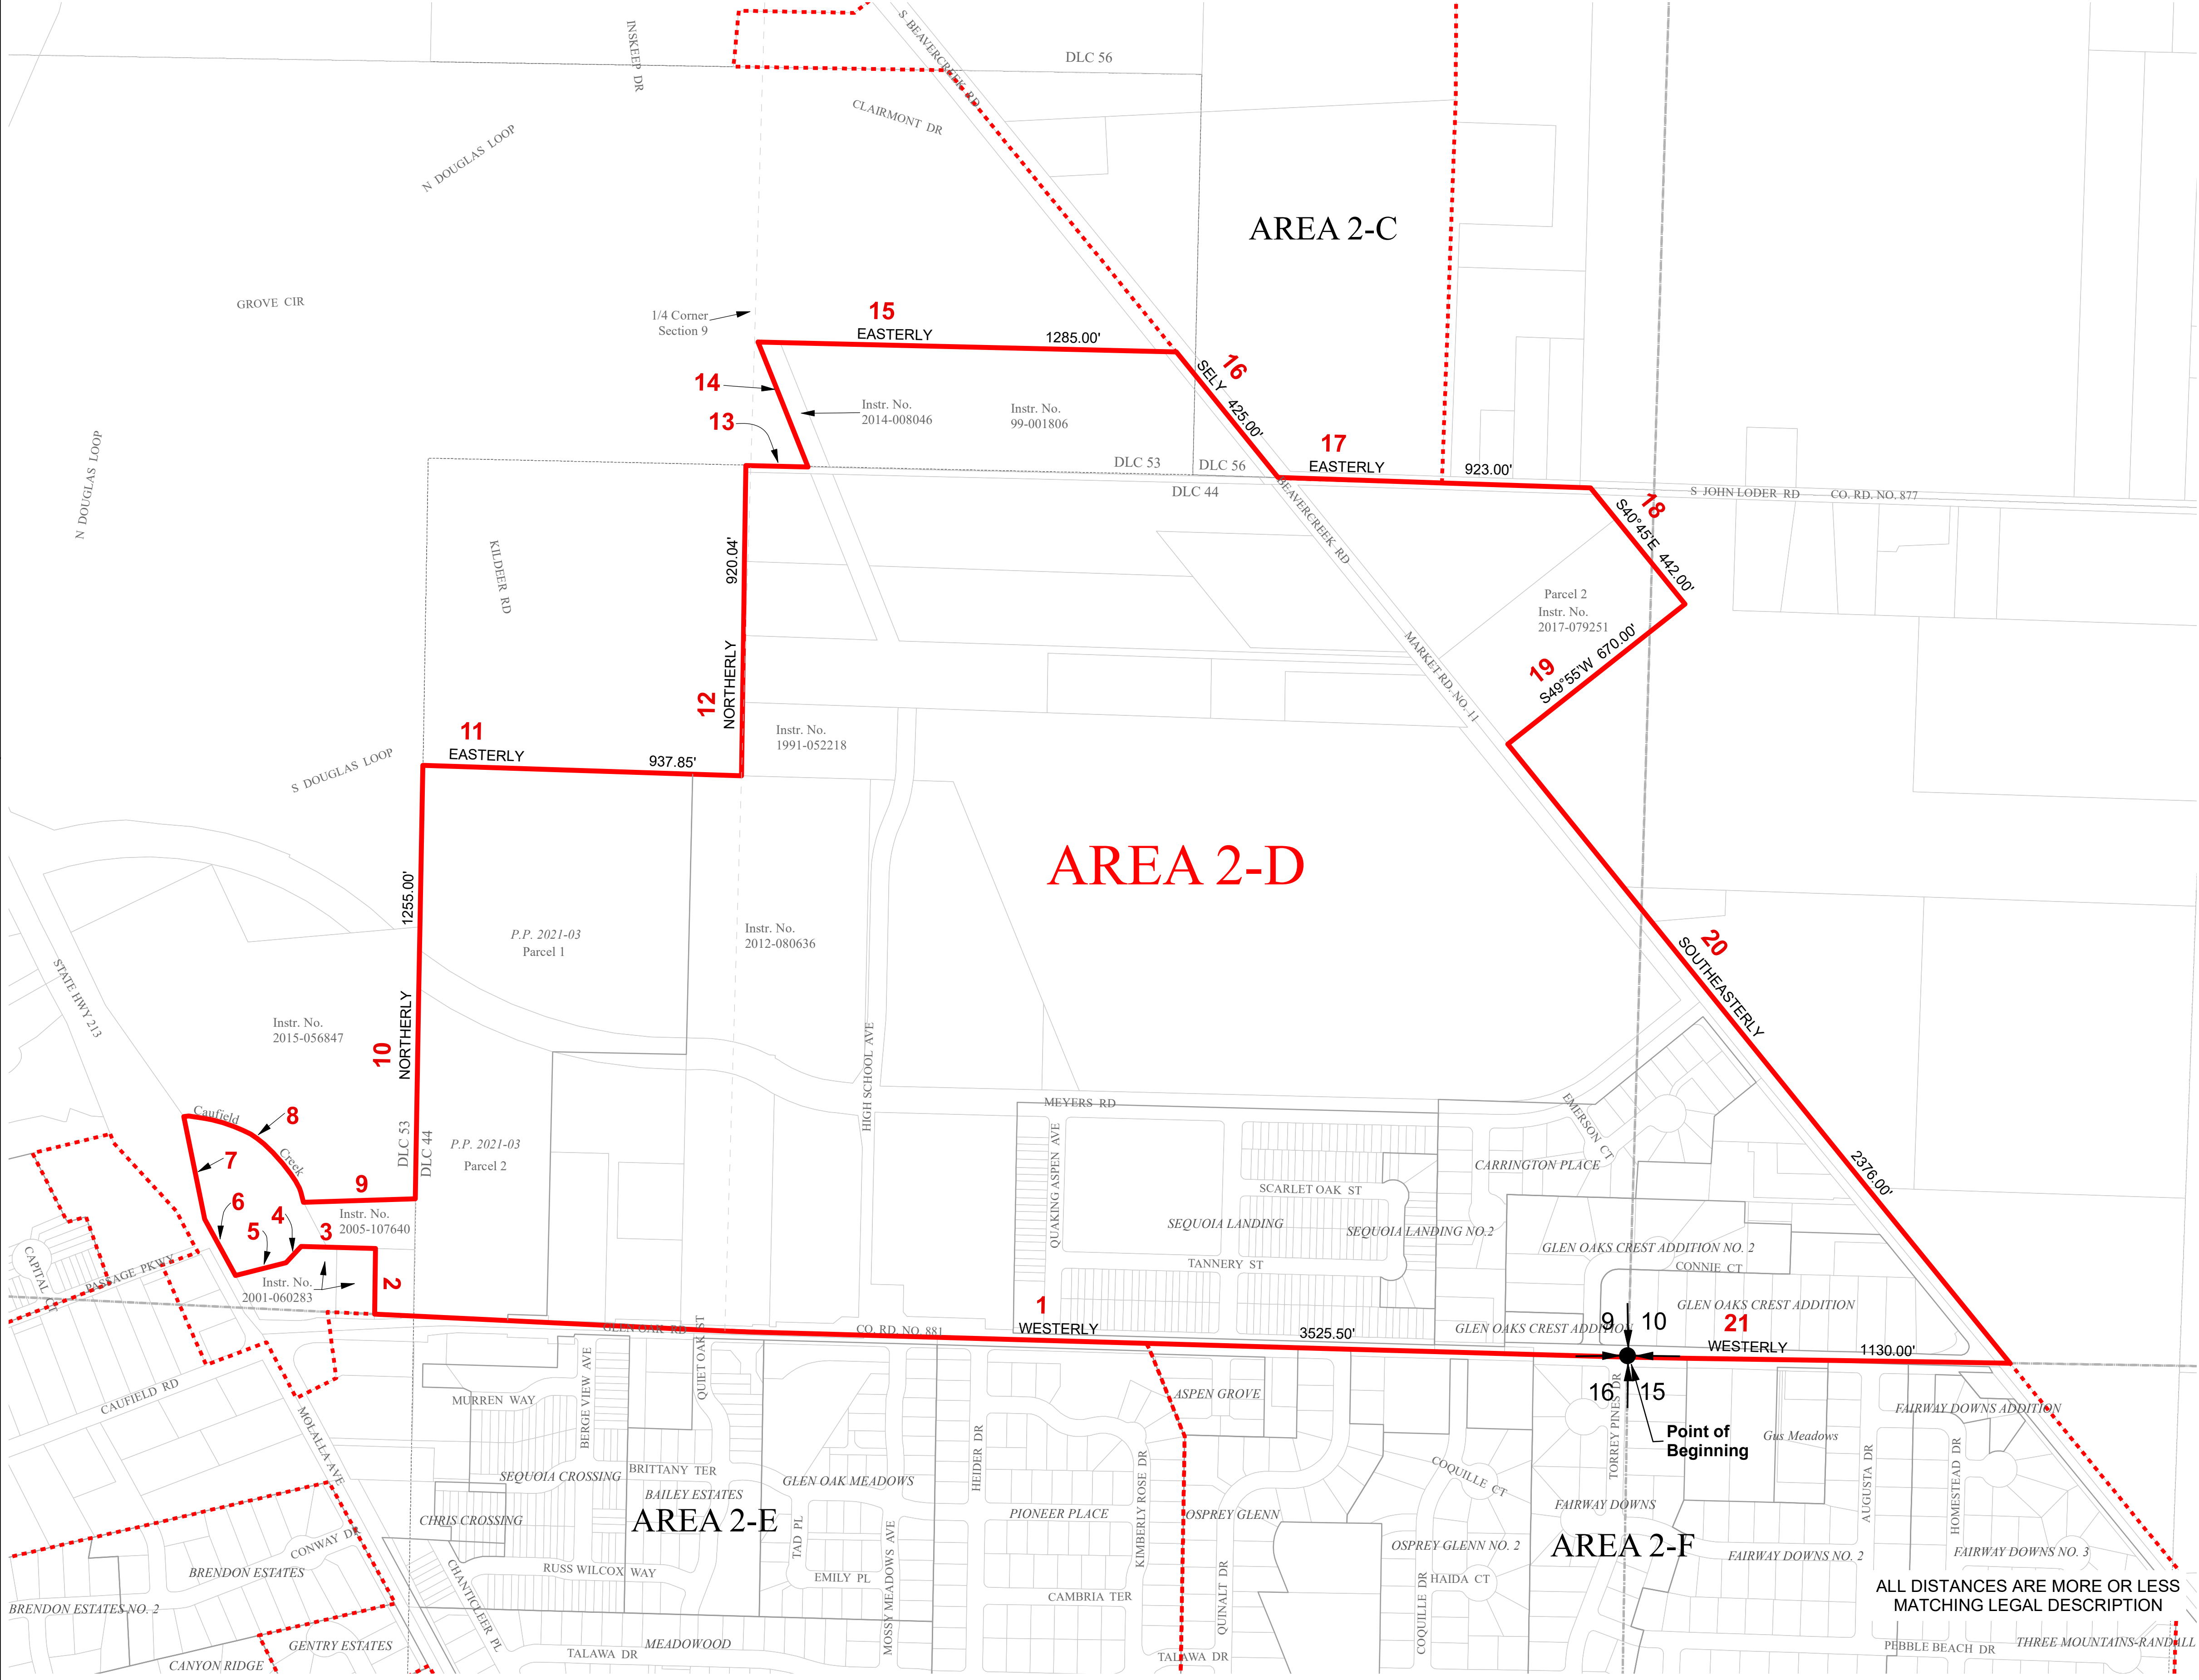 S BEAVERCREEK RD
INSKEEP DR
DLC 56
CLAIRMONT DR
N DOUGLAS LOOP
AREA 2-C
GROVE CIR
1/4 Corner
Section 9
15
EASTERLY
1285.00'
16
SELY 425.00'
14
13
Instr. No.
2014-008046
Instr. No.
99-001806
17
EASTERLY
923.00'
DLC 53
DLC 56
DLC 44
S JOHN LODER RD
CO. RD. NO. 877
18
S40°45'E 442.00'
N DOUGLAS LOOP
KILDEER RD
920.04'
BEAVERCREEK RD
Parcel 2
Instr. No.
2017-079251
19
S49°55'W 670.00'
MARKET RD. NO. 11
12
NORTHERLY
11
EASTERLY
937.85'
Instr. No.
1991-052218
S DOUGLAS LOOP
AREA 2-D
1255.00'
P.P. 2021-03
Parcel 1
Instr. No.
2012-080636
20
SOUTHEASTERLY
2376.00'
STATE HWY 213
Instr. No.
2015-056847
10
NORTHERLY
HIGH SCHOOL AVE
MEYERS RD
EMERSON CT
Caufield
Creek
8
7
DLC 53
DLC 44
P.P. 2021-03
Parcel 2
QUAKING ASPEN AVE
CARRINGTON PLACE
9
6
5
4
3
Instr. No.
2005-107640
SCARLET OAK ST
SEQUOIA LANDING
SEQUOIA LANDING NO.2
GLEN OAKS CREST ADDITION NO. 2
CAPITAL CT
PASSAGE PKWY
TANNERY ST
CONNIE CT
Instr. No.
2001-060283
2
GLEN OAKS CREST ADDITION
1
WESTERLY
3525.50'
GLEN OAK RD
CO. RD. NO. 881
GLEN OAKS CREST ADDITION
9
10
21
WESTERLY
1130.00'
16
15
Point of
Beginning
CAUFIELD RD
MOLALLA AVE
MURREN WAY
BERGE VIEW AVE
QUIET OAK ST
ASPEN GROVE
TORREY PINES DR
Gus Meadows
FAIRWAY DOWNS ADDITION
SEQUOIA CROSSING
BRITTANY TER
BAILEY ESTATES
GLEN OAK MEADOWS
HEIDER DR
COQUILLE CT
AUGUSTA DR
HOMESTEAD DR
CHRIS CROSSING
AREA 2-E
PIONEER PLACE
KIMBERLY ROSE DR
OSPREY GLENN
FAIRWAY DOWNS
CONWAY DR
TAD PL
MOSSY MEADOWS AVE
OSPREY GLENN NO. 2
AREA 2-F
FAIRWAY DOWNS NO. 2
FAIRWAY DOWNS NO. 3
BRENDON ESTATES
CHANTICLEER PL
RUSS WILCOX WAY
EMILY PL
CAMBRIA TER
QUINALT DR
COQUILLE DR
HAIDA CT
ALL DISTANCES ARE MORE OR LESS
MATCHING LEGAL DESCRIPTION
BRENDON ESTATES NO. 2
GENTRY ESTATES
MEADOWOOD
TALAWA DR
TALAWA DR
PEBBLE BEACH DR
THREE MOUNTAINS-RANDALL
CANYON RIDGE